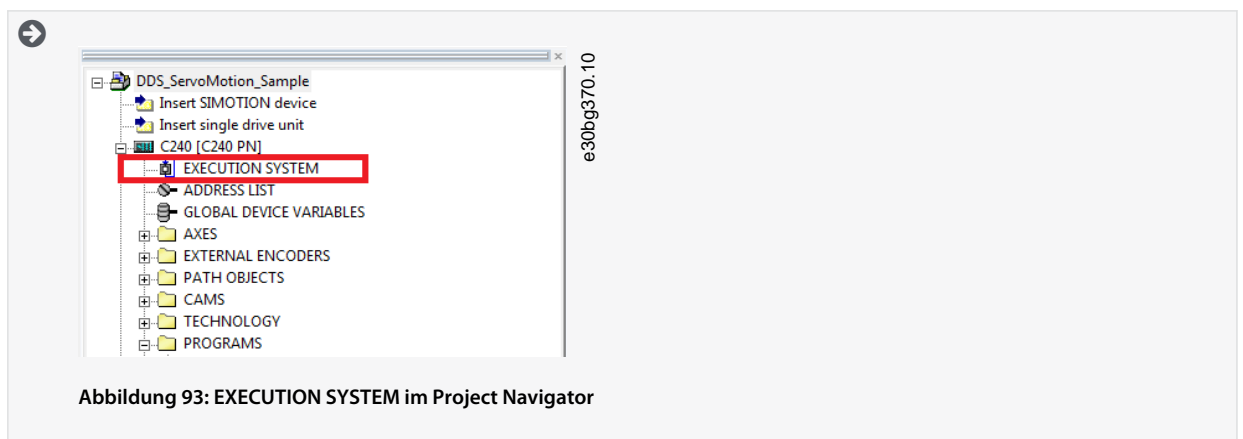 DDS_ServoMotion_Sample
Insert SIMOTION device
Insert single drive unit
C240 [C240 PN]
EXECUTION SYSTEM
ADDRESS LIST
GLOBAL DEVICE VARIABLES
AXES
EXTERNAL ENCODERS
PATH OBJECTS
CAMS
TECHNOLOGY
PROGRAMS
e30bg370.10
Abbildung 93: EXECUTION SYSTEM im Project Navigator